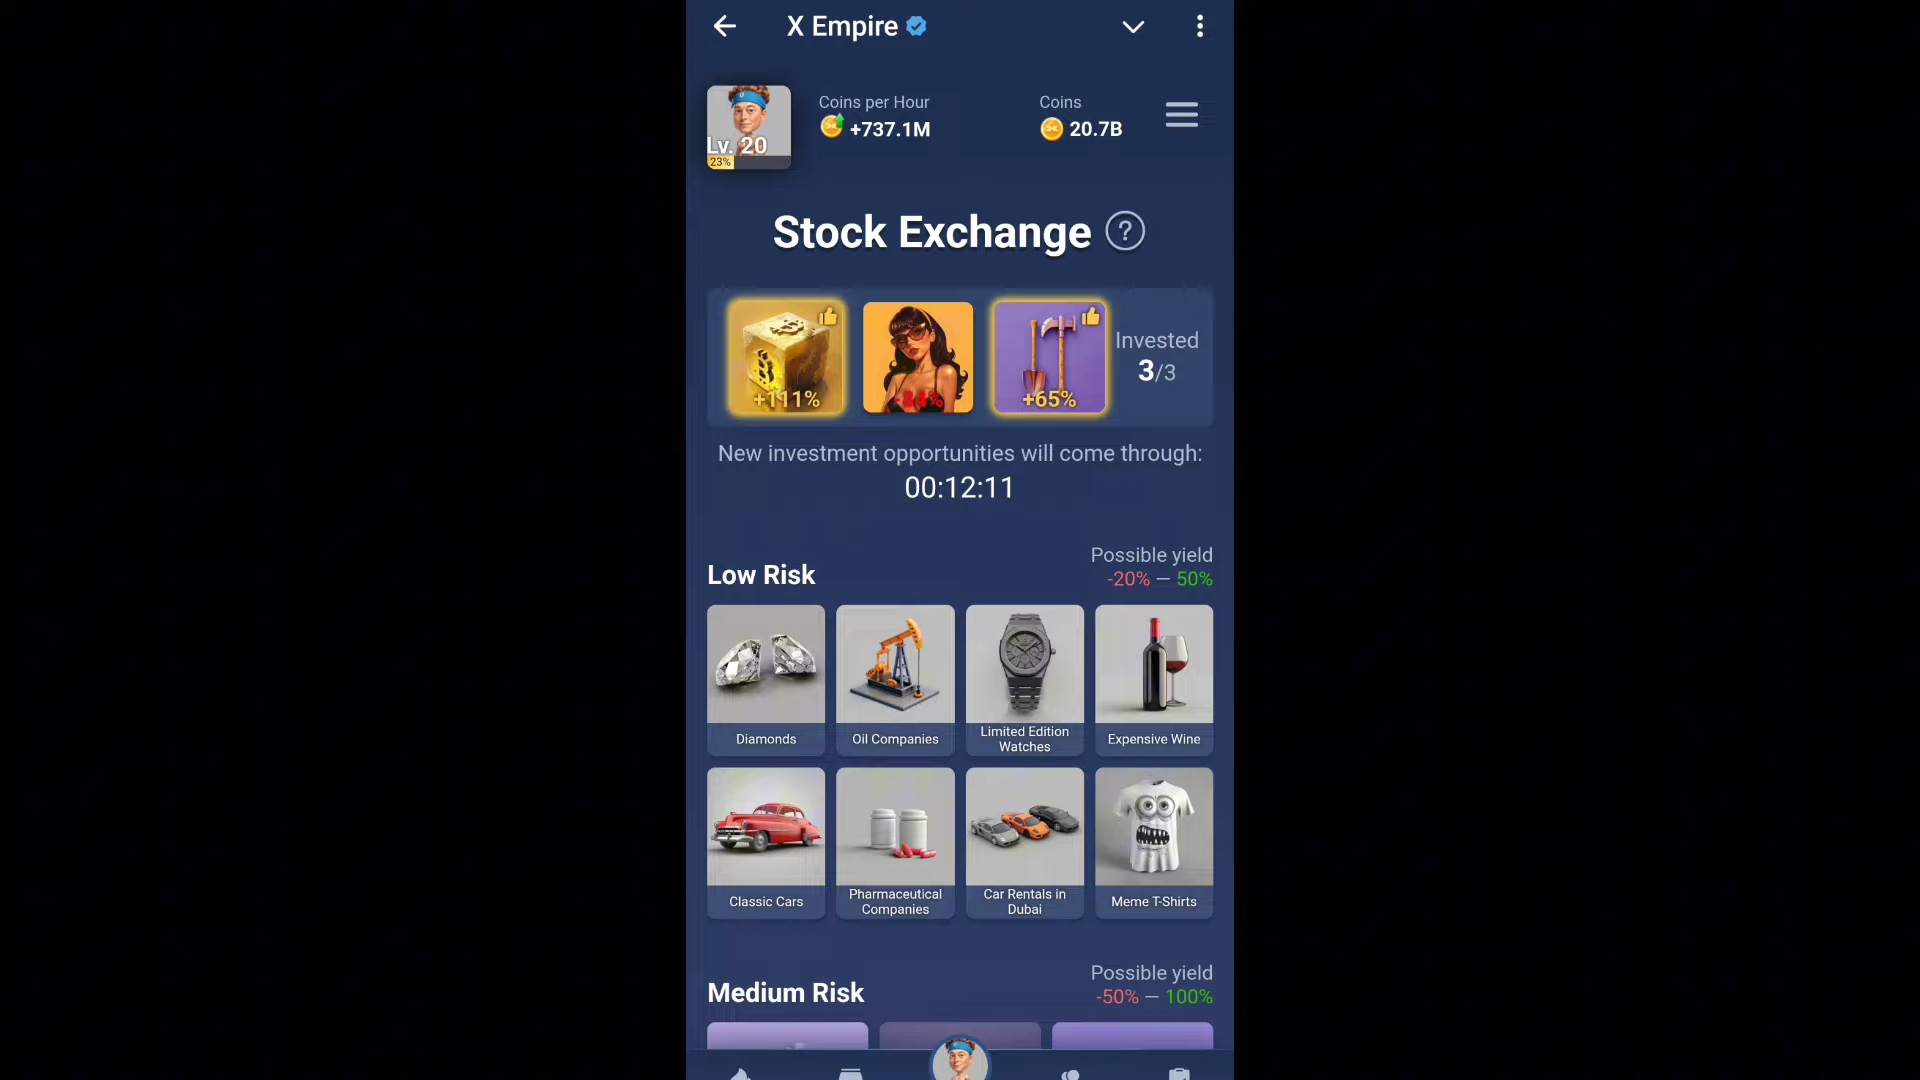 X Empire
Coins per Hour
+737.1M
Coins
20.7B
Lv. 20
23%
Stock Exchange ?
+111%
-84%
+65%
Invested
3/3
New investment opportunities will come through:
00:12:11
Low Risk
Possible yield
-20% — 50%
Diamonds
Oil Companies
Limited Edition
Watches
Expensive Wine
Classic Cars
Pharmaceutical
Companies
Car Rentals in
Dubai
Meme T-Shirts
Medium Risk
Possible yield
-50% — 100%